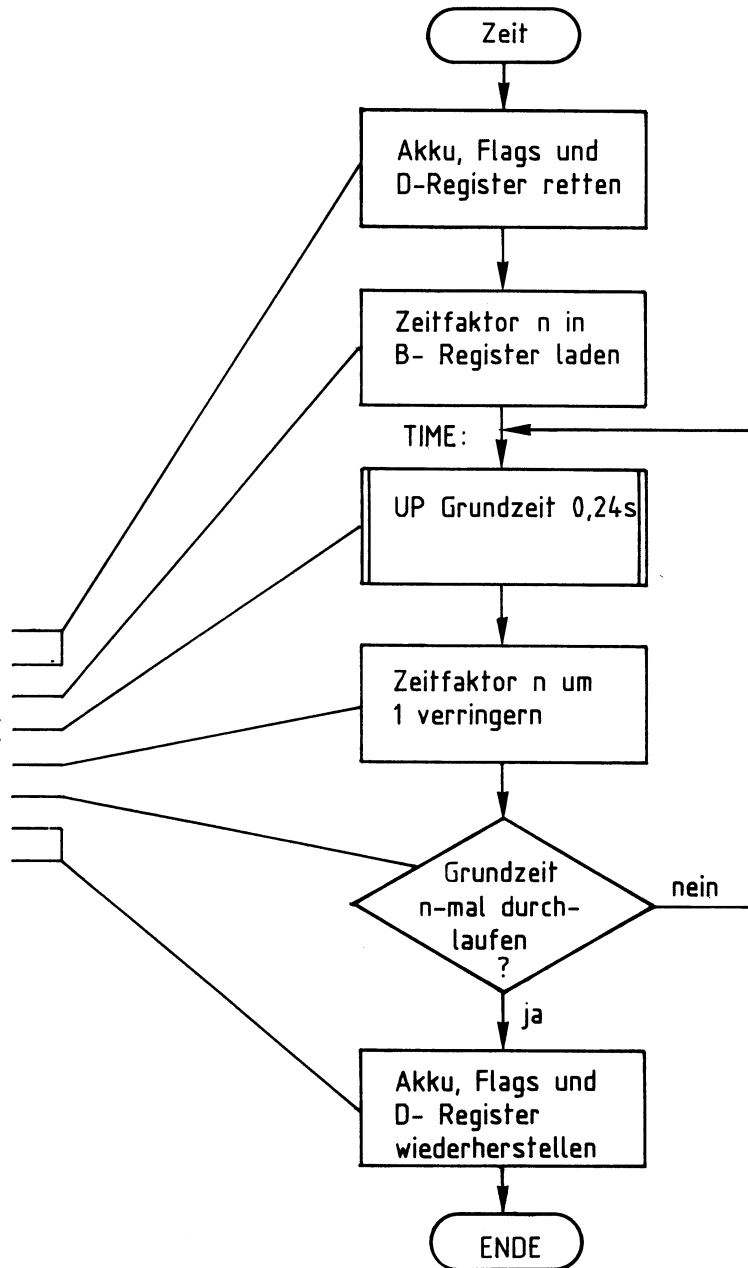 Zeit
Akku, Flags und
D-Register retten
Zeitfaktor n in
B- Register laden
TIME:
UP Grundzeit 0,24s
Zeitfaktor n um
1 verringern
Grundzeit
n-mal durch-
laufen
?
nein
ja
Akku, Flags und
D- Register
wiederherstellen
ENDE